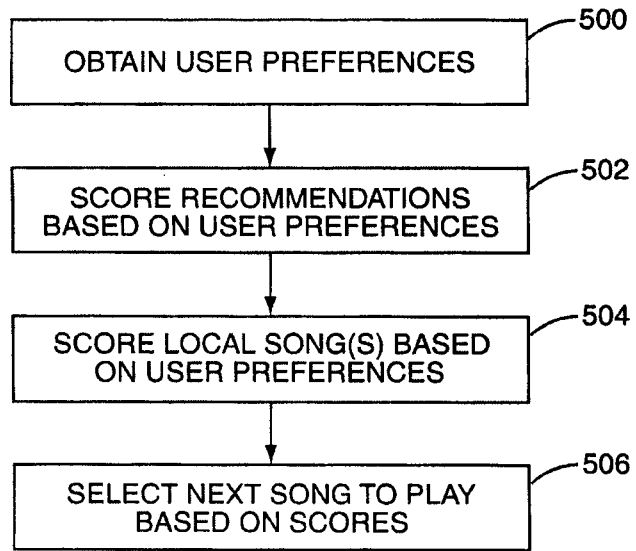 500
OBTAIN USER PREFERENCES
502
SCORE RECOMMENDATIONS
BASED ON USER PREFERENCES
504
SCORE LOCAL SONG(S) BASED
ON USER PREFERENCES
506
SELECT NEXT SONG TO PLAY
BASED ON SCORES